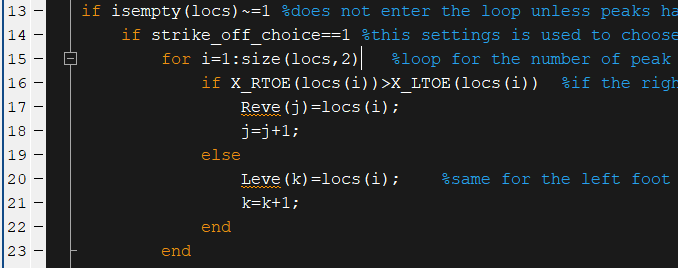 13 - if isempty(locs)~=1 %does not enter the loop unless peaks ha
14 - if strike_off_choice==1 %this settings is used to choose
15 - for i=1:size(locs,2) %loop for the number of peak
16 - if X_RTOE(locs(i))>X_LTOE(locs(i)) %if the righ
17 - Reve(j)=locs(i);
18 - j=j+1;
19 - else
20 - Leve(k)=locs(i); %same for the left foot
21 - k=k+1;
22 - end
23 - end